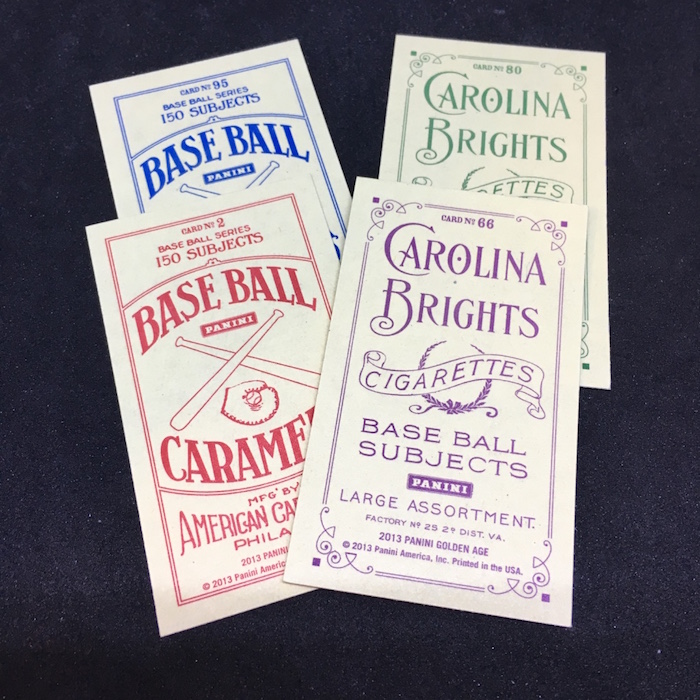 CARD Nº 95
BASE BALL SERIES
150 SUBJECTS
BASE BALL
PANINI
CARD Nº 80
CAROLINA
BRIGHTS
CARD Nº 2
BASE BALL SERIES
150 SUBJECTS
BASE BALL
PANINI
CARAME
MFG'D BY
AMERICAN CA
PHILA
2013 PANINI
© 2013 Panini Americ
CARD Nº 66
CAROLINA
BRIGHTS
CIGARETTES
BASE BALL
SUBJECTS
PANINI
LARGE ASSORTMENT.
FACTORY Nº 25 2ᴰ DIST. VA.
2013 PANINI GOLDEN AGE
© 2013 Panini America, Inc. Printed in the USA.